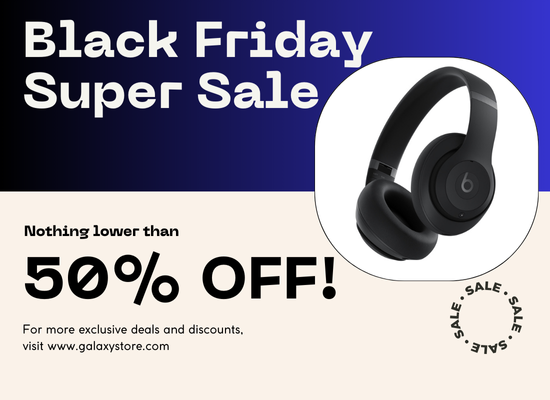 Black Friday
Super Sale
Nothing lower than
50% OFF!
For more exclusive deals and discounts,
visit www.galaxystore.com
SALE • SALE • SALE • SALE •
b